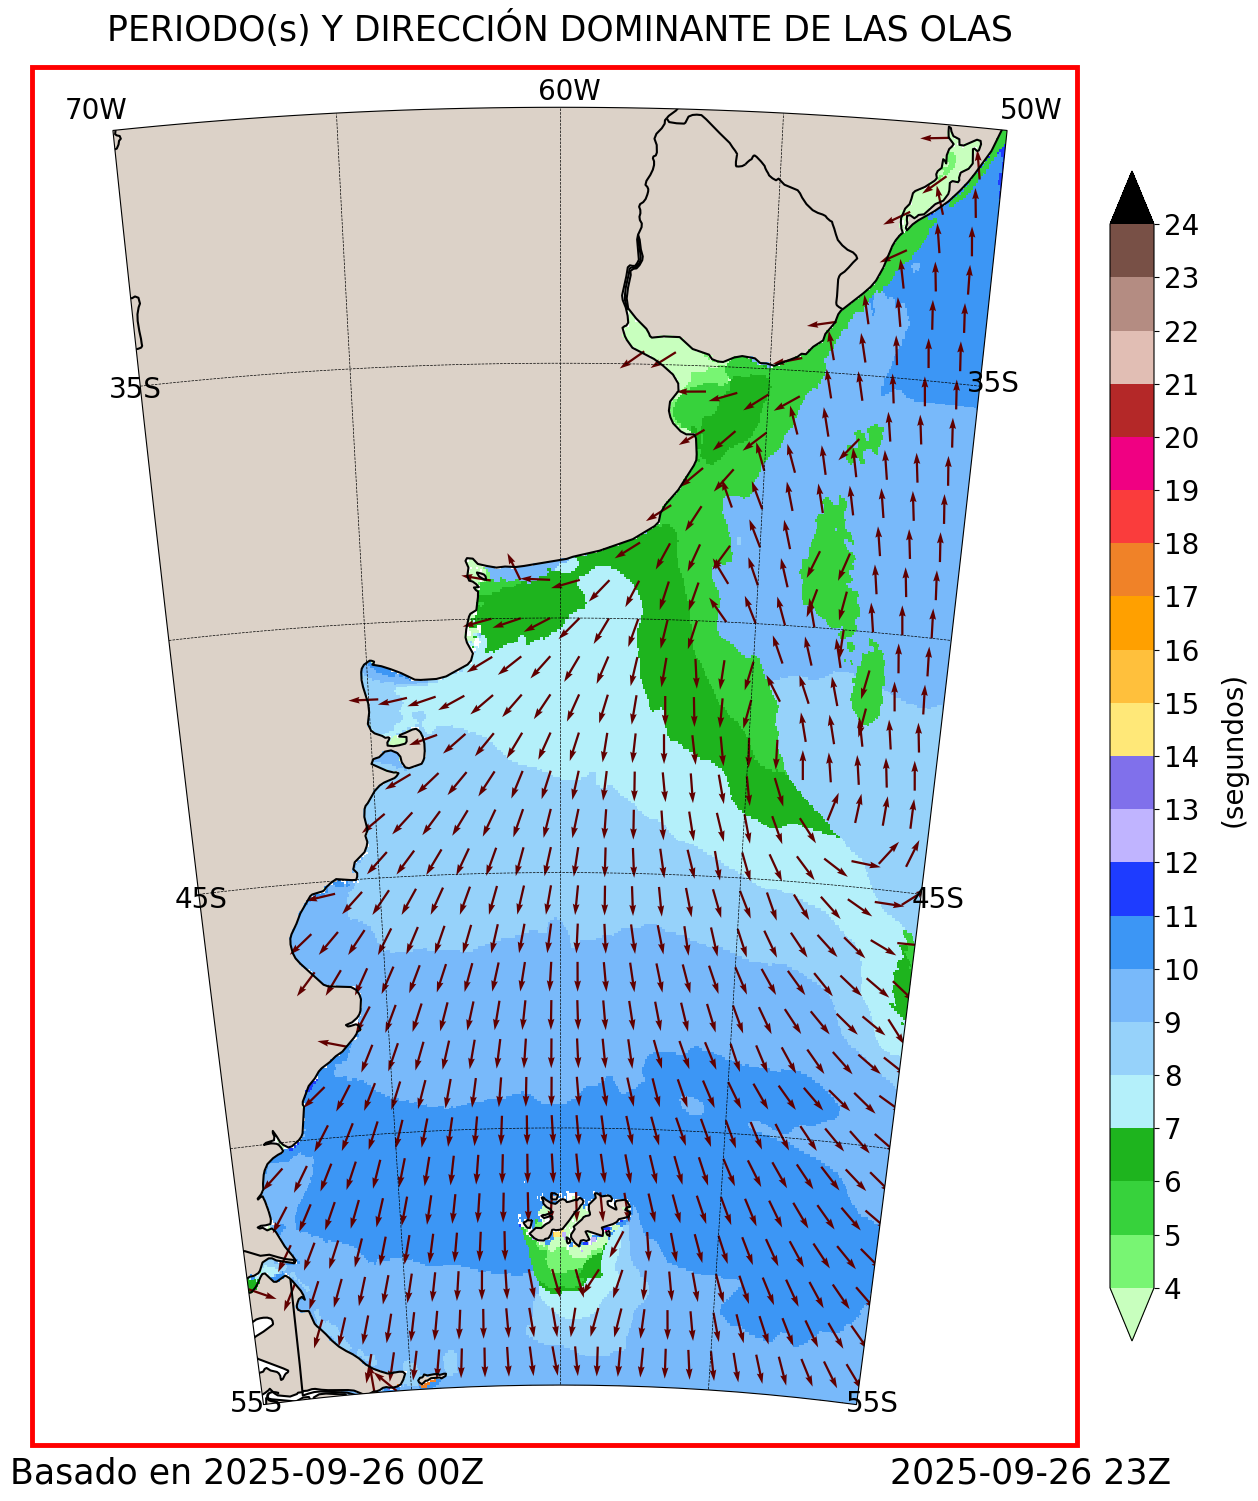 PERIODO(s) Y DIRECCIÓN DOMINANTE DE LAS OLAS
70W
60W
50W
35S
35S
45S
45S
55S
55S
24
23
22
21
20
19
18
17
16
15
14
13
12
11
10
9
8
7
6
5
4
(segundos)
Basado en 2025-09-26 00Z
2025-09-26 23Z